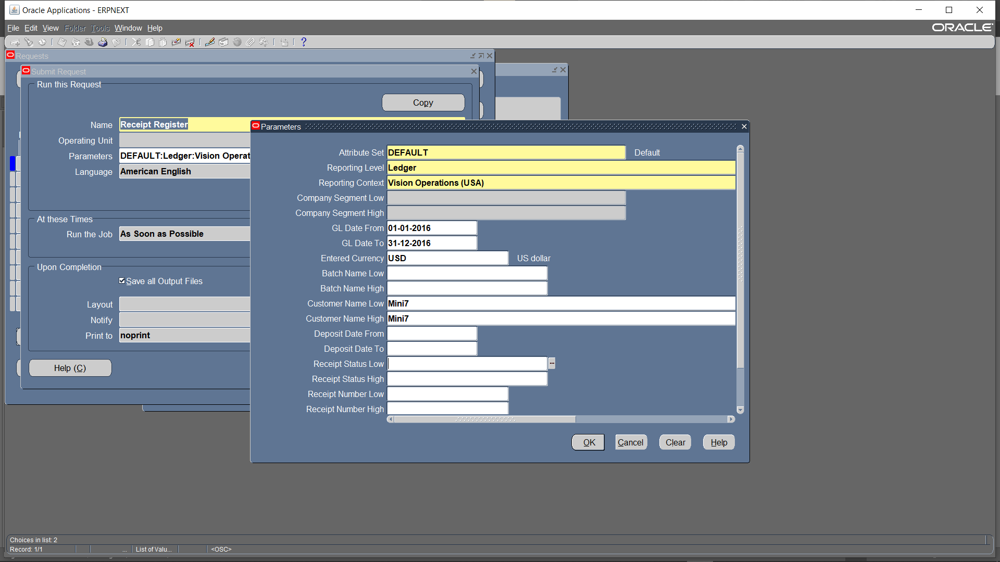 Oracle Applications - ERPNEXT
File Edit View Folder Tools Window Help
ORACLE
Requests
Submit Request
Run this Request
Copy
Name Receipt Register
Operating Unit
Parameters DEFAULT:Ledger:Vision Operat
Language American English
At these Times
Run the Job As Soon as Possible
Upon Completion
Save all Output Files
Layout
Notify
Print to noprint
Help (C)
Parameters
Attribute Set DEFAULT Default
Reporting Level Ledger
Reporting Context Vision Operations (USA)
Company Segment Low
Company Segment High
GL Date From 01-01-2016
GL Date To 31-12-2016
Entered Currency USD US dollar
Batch Name Low
Batch Name High
Customer Name Low Mini7
Customer Name High Mini7
Deposit Date From
Deposit Date To
Receipt Status Low ...
Receipt Status High
Receipt Number Low
Receipt Number High
OK Cancel Clear Help
Choices in list: 2
Record: 1/1 ... List of Valu... <OSC>